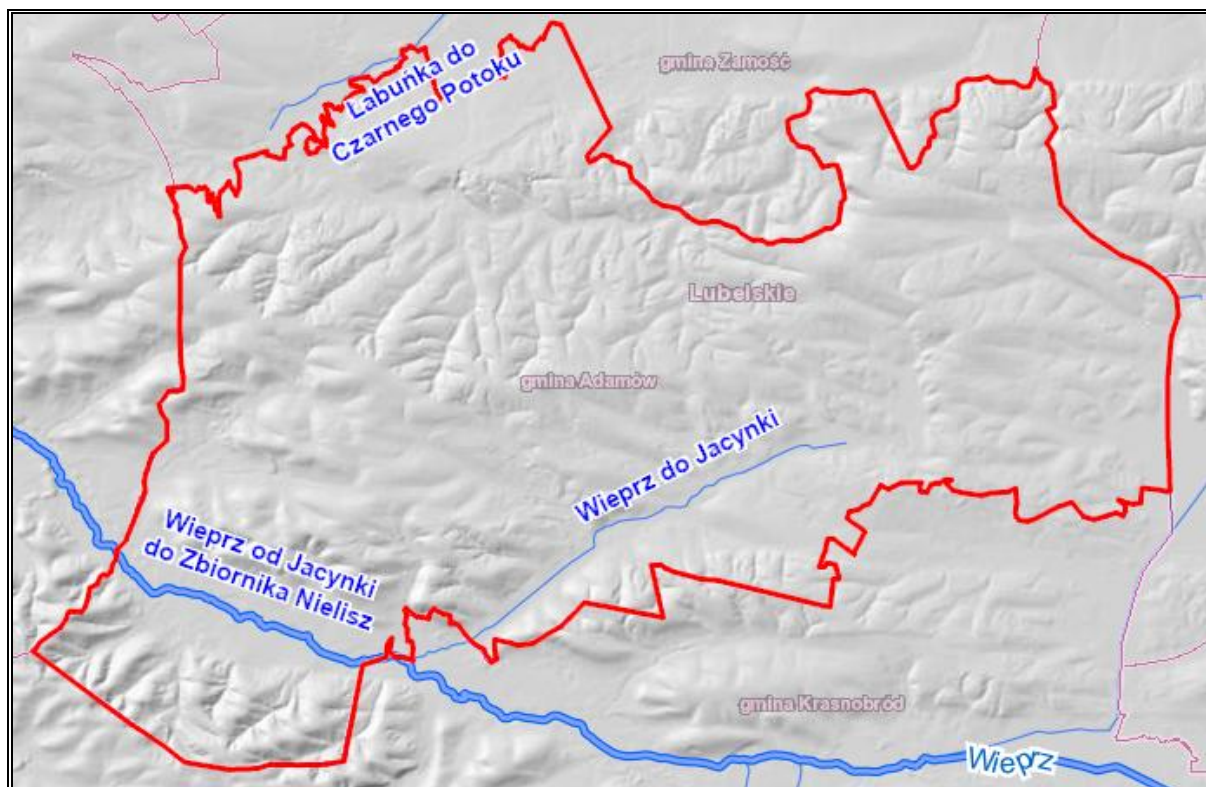 gmina Zamość
Łabuńka do
Czarnego Potoku
Lubelskie
gmina Adamów
Wieprz do Jacynki
Wieprz od Jacynki
do Zbiornika Nielisz
gmina Krasnobród
Wieprz